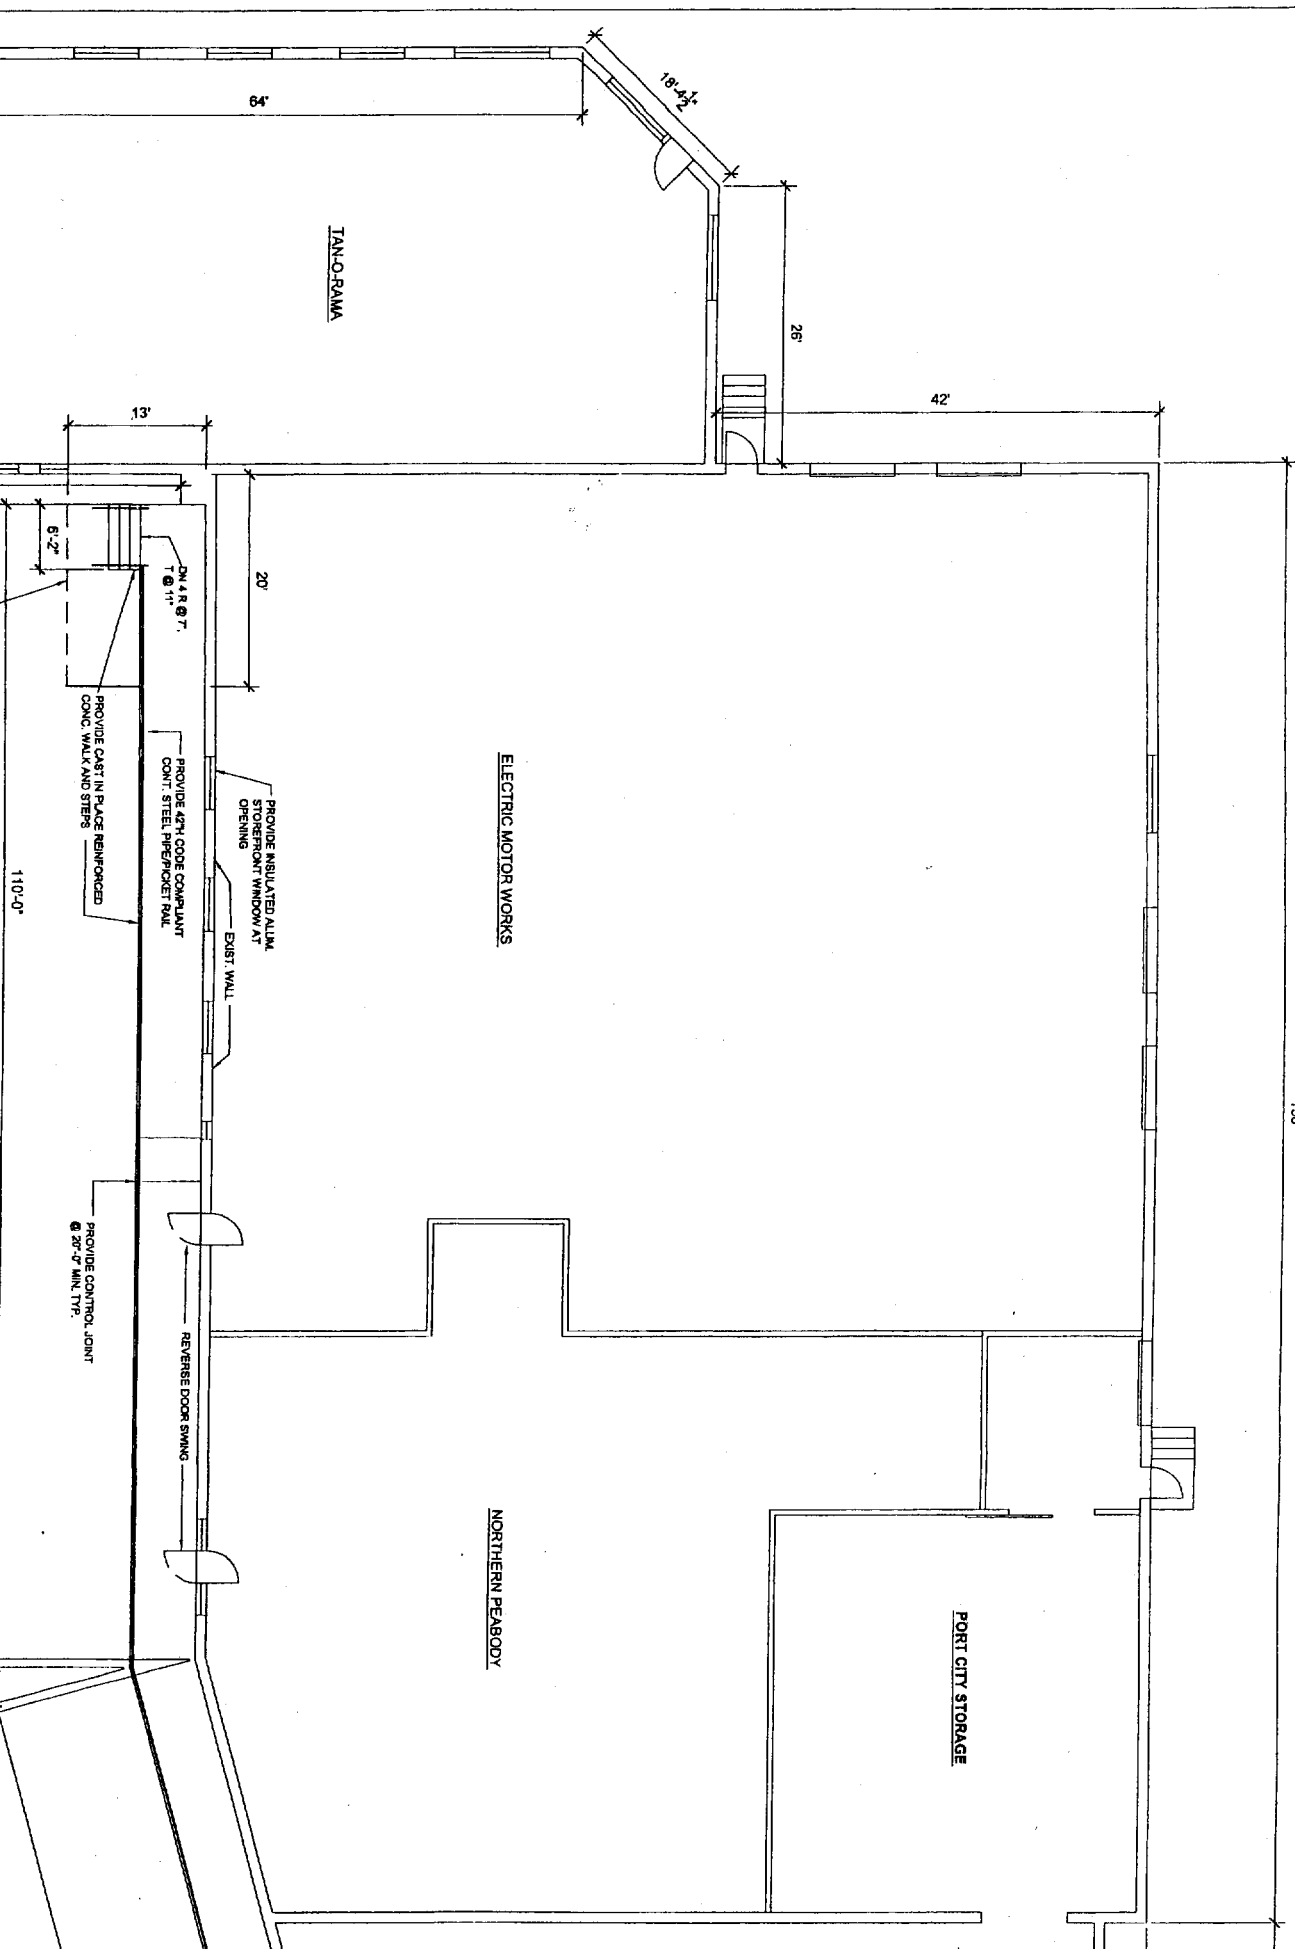 64'
18'-4½"
26'
42'
TAN-O-RAMA
13'
6'-2"
20'
DN 4 R @ 7",
T @ 11"
PROVIDE CAST IN PLACE REINFORCED
CONC. WALK AND STEPS
PROVIDE 42"H CODE COMPLIANT
CONT. STEEL PIPE/PICKET RAIL
PROVIDE INSULATED ALUM.
STOREFRONT WINDOW AT
OPENING
EXIST. WALL
ELECTRIC MOTOR WORKS
110'-0"
PROVIDE CONTROL JOINT
@ 20'-0" MIN. TYP.
REVERSE DOOR SWING
NORTHERN PEABODY
PORT CITY STORAGE